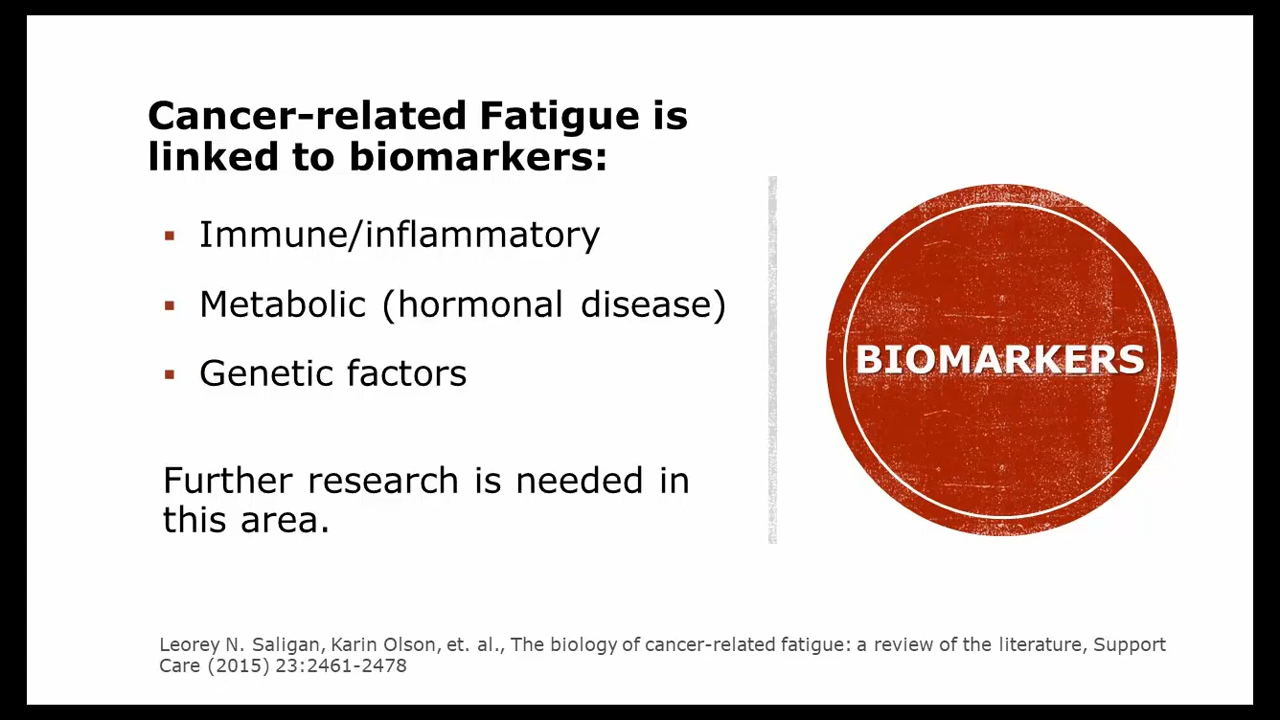 Cancer-related Fatigue is
linked to biomarkers:
▪ Immune/inflammatory
▪ Metabolic (hormonal disease)
▪ Genetic factors
Further research is needed in
this area.
BIOMARKERS
Leorey N. Saligan, Karin Olson, et. al., The biology of cancer-related fatigue: a review of the literature, Support
Care (2015) 23:2461-2478